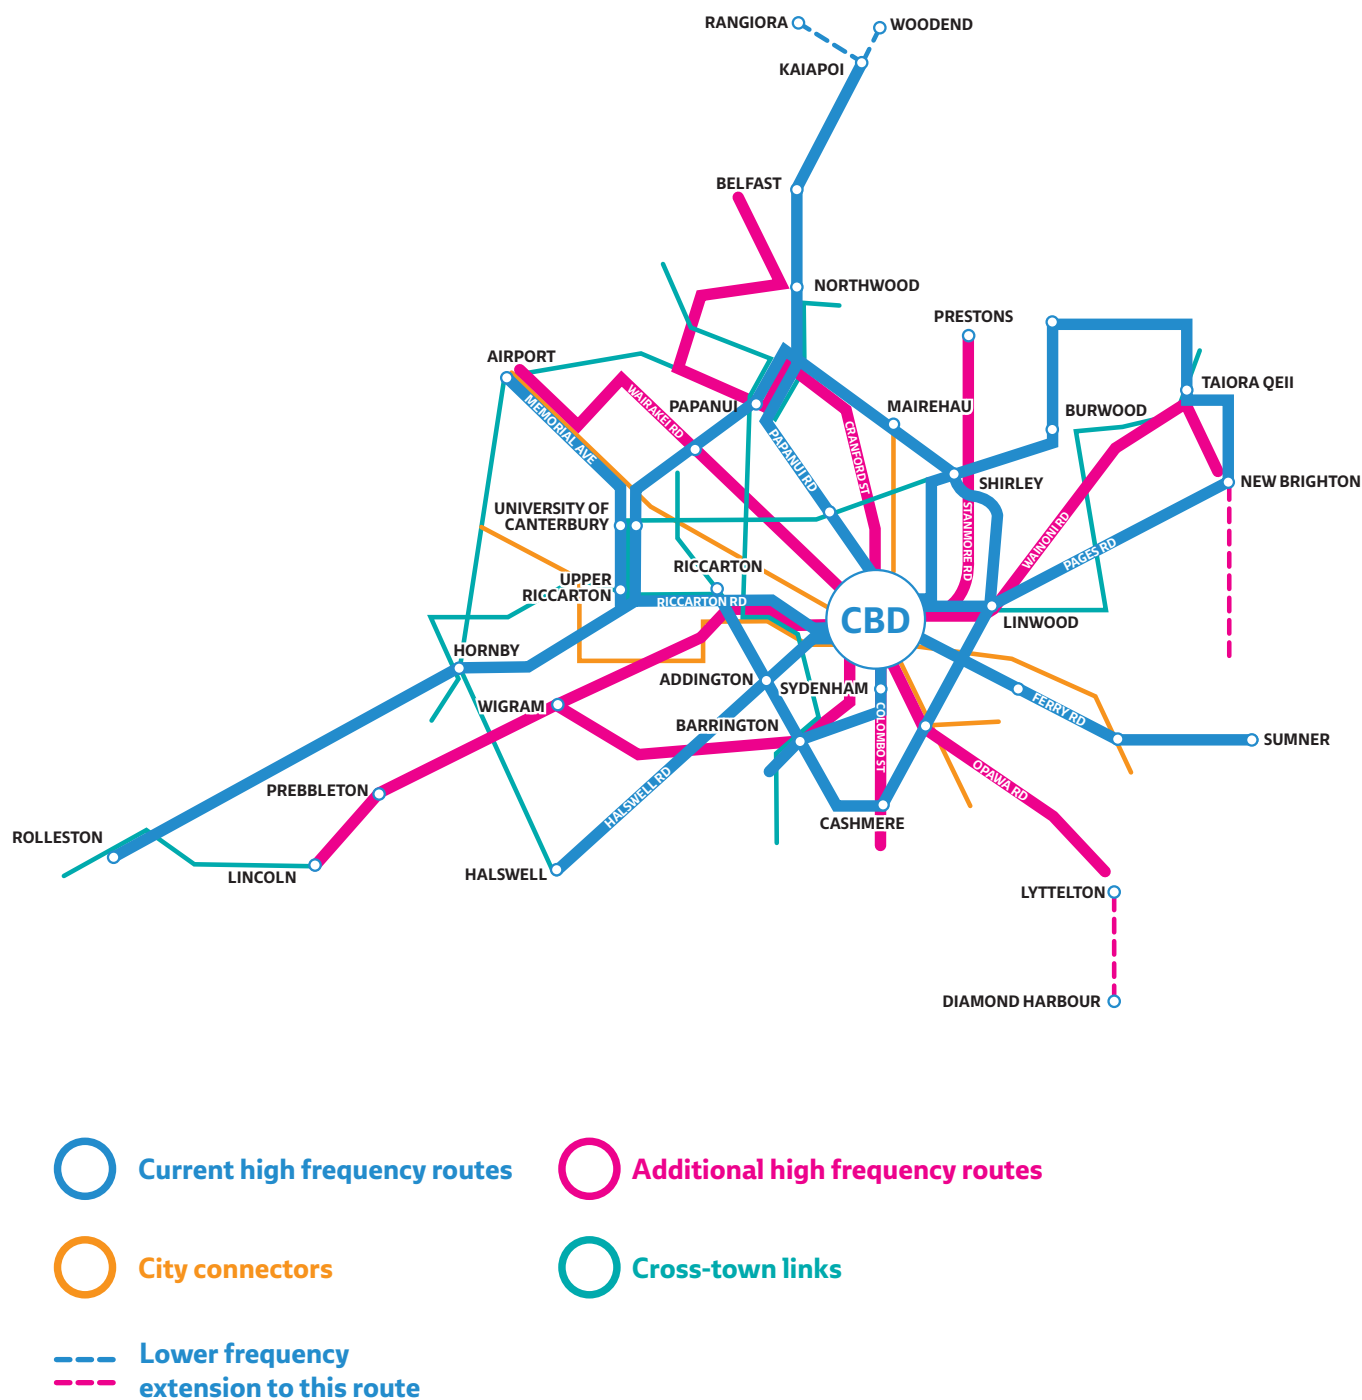 RANGIORA
WOODEND
KAIAPOI
BELFAST
NORTHWOOD
PRESTONS
AIRPORT
TAIORA QEII
MEMORIAL AVE
WAIRAKEI RD
PAPANUI
MAIREHAU
BURWOOD
CRANFORD ST
PAPANUI RD
SHIRLEY
NEW BRIGHTON
UNIVERSITY OF
CANTERBURY
STANMORE RD
WAINONI RD
PAGES RD
RICCARTON
UPPER
RICCARTON
RICCARTON RD
CBD
LINWOOD
HORNBY
ADDINGTON
SYDENHAM
WIGRAM
BARRINGTON
COLOMBO ST
FERRY RD
SUMNER
OPAWA RD
PREBBLETON
HALSWELL RD
CASHMERE
ROLLESTON
LINCOLN
HALSWELL
LYTTELTON
DIAMOND HARBOUR
Current high frequency routes
Additional high frequency routes
City connectors
Cross-town links
Lower frequency
extension to this route